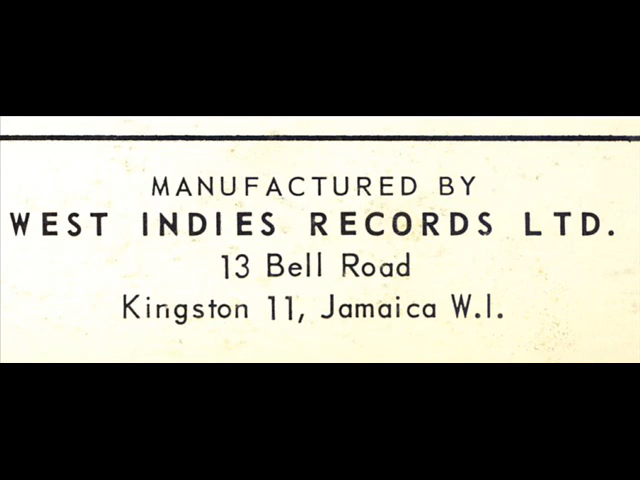 MANUFACTURED BY
WEST INDIES RECORDS LTD.
13 Bell Road
Kingston 11, Jamaica W.I.